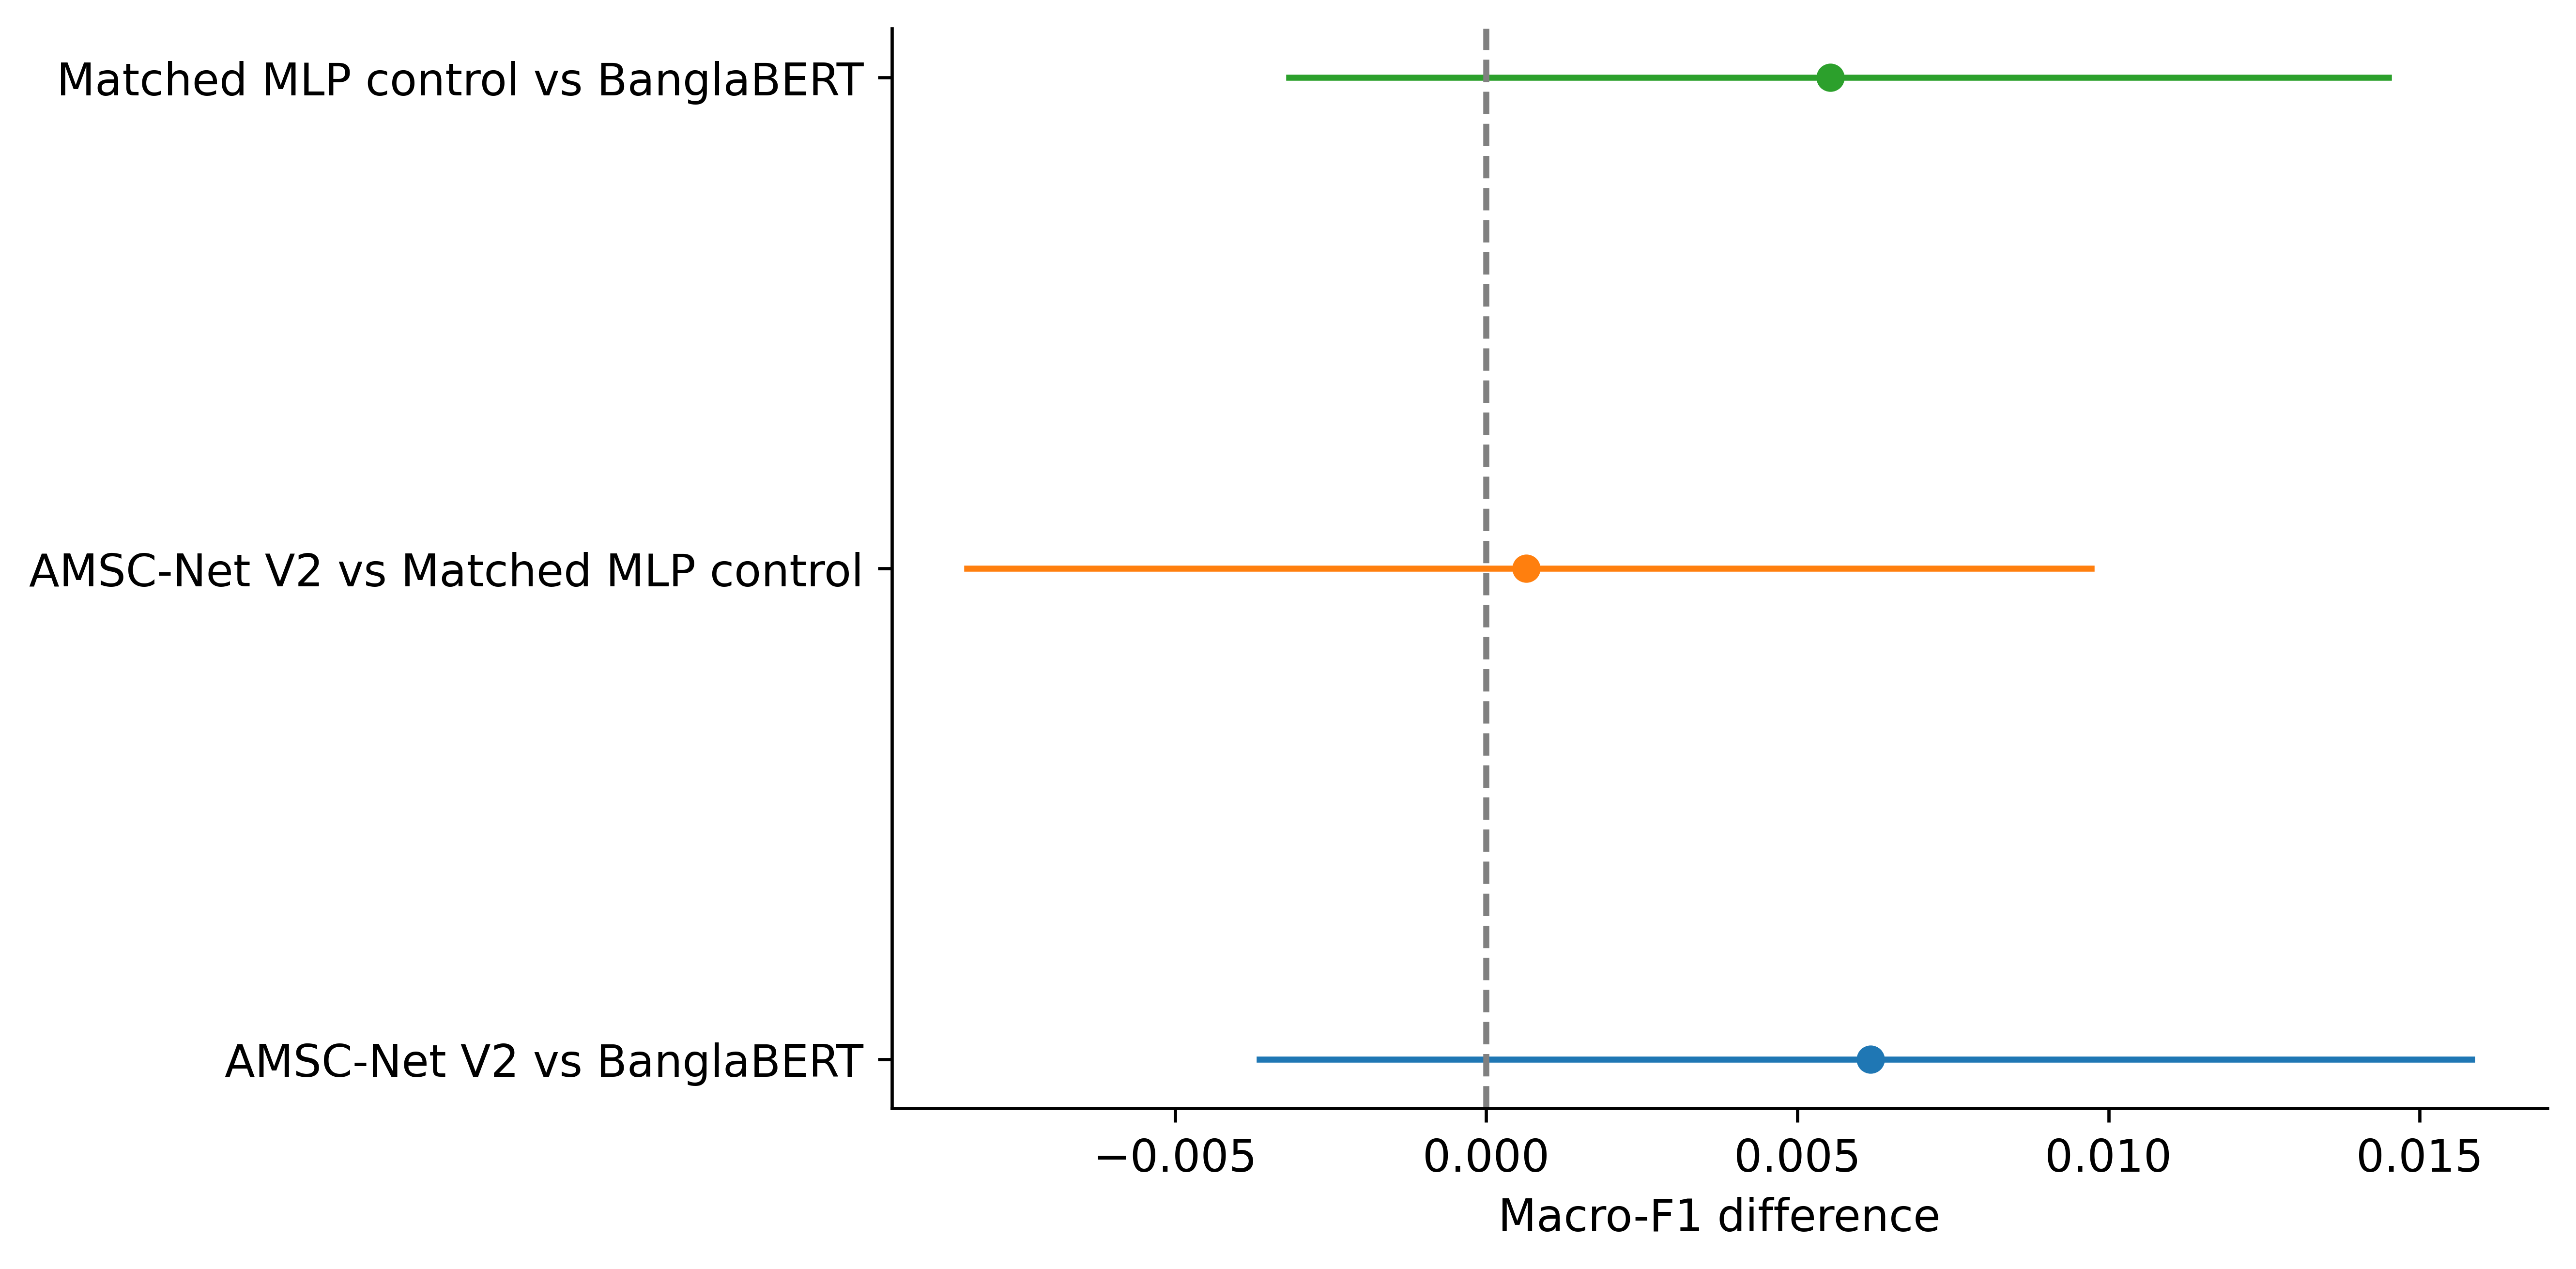 Matched MLP control vs BanglaBERT
AMSC-Net V2 vs Matched MLP control
AMSC-Net V2 vs BanglaBERT
−0.005 0.000 0.005 0.010 0.015
Macro-F1 difference